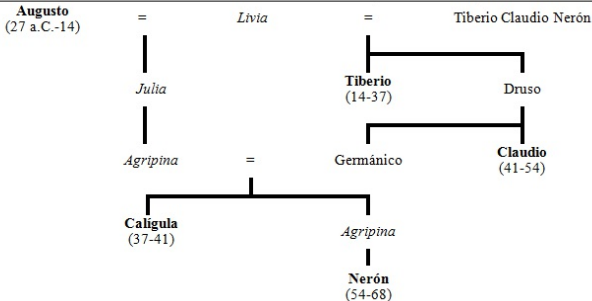 Augusto = Livia = Tiberio Claudio Nerón
(27 a.C.-14)
Tiberio
(14-37)
Julia Druso
Agripina = Germánico Claudio
(41-54)
Calígula
(37-41)
Agripina
Nerón
(54-68)